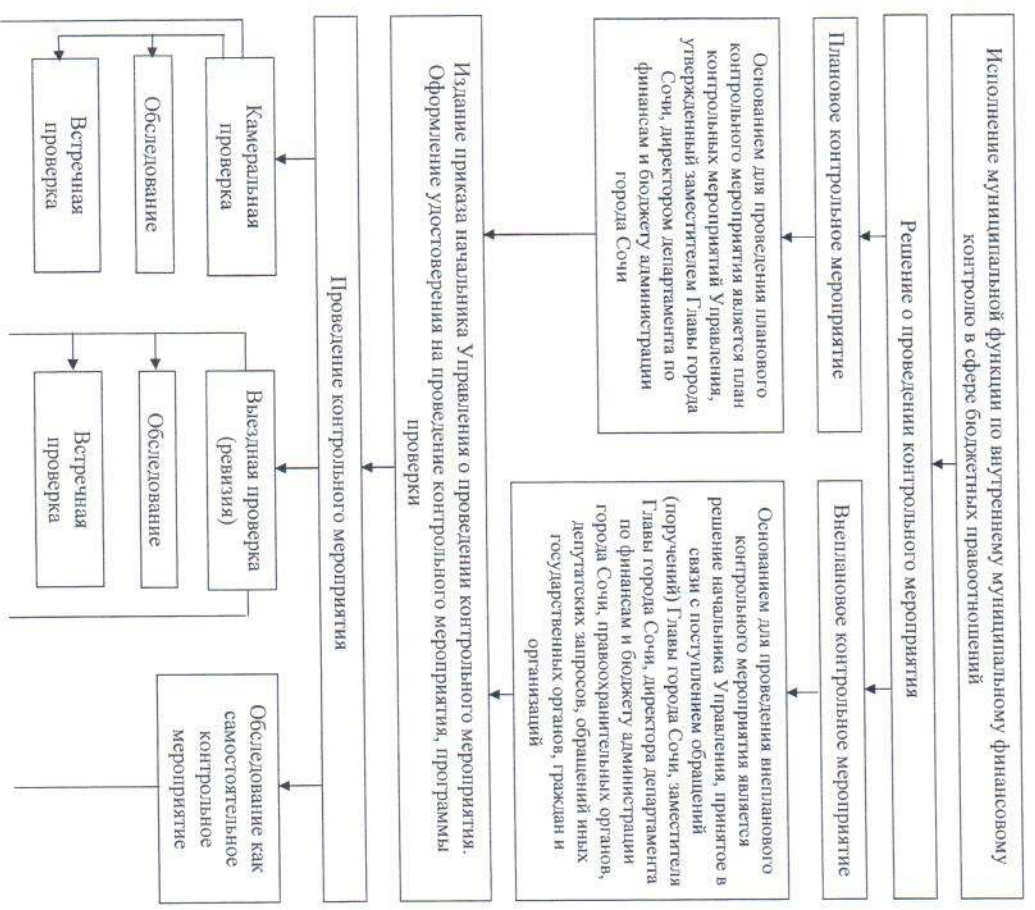 Исполнение муниципальной функции по внутреннему муниципальному финансовому
контролю в сфере бюджетных правоотношений
Решение о проведении контрольного мероприятия
Плановое контрольное мероприятие
Внеплановое контрольное мероприятие
Основанием для проведения планового
контрольного мероприятия является план
контрольных мероприятий Управления,
утвержденный заместителем Главы города
Сочи, директором департамента по
финансам и бюджету администрации
города Сочи
Основанием для проведения внепланового
контрольного мероприятия является
решение начальника Управления, принятое в
связи с поступлением обращений
(поручений) Главы города Сочи, заместителя
Главы города Сочи, директора департамента
по финансам и бюджету администрации
города Сочи, правоохранительных органов,
депутатских запросов, обращений иных
государственных органов, граждан и
организаций
Издание приказа начальника Управления о проведении контрольного мероприятия.
Оформление удостоверения на проведение контрольного мероприятия, программы
проверки
Проведение контрольного мероприятия
Камеральная
проверка
Обследование
Встречная
проверка
Выездная проверка
(ревизия)
Обследование
Встречная
проверка
Обследование как
самостоятельное
контрольное
мероприятие